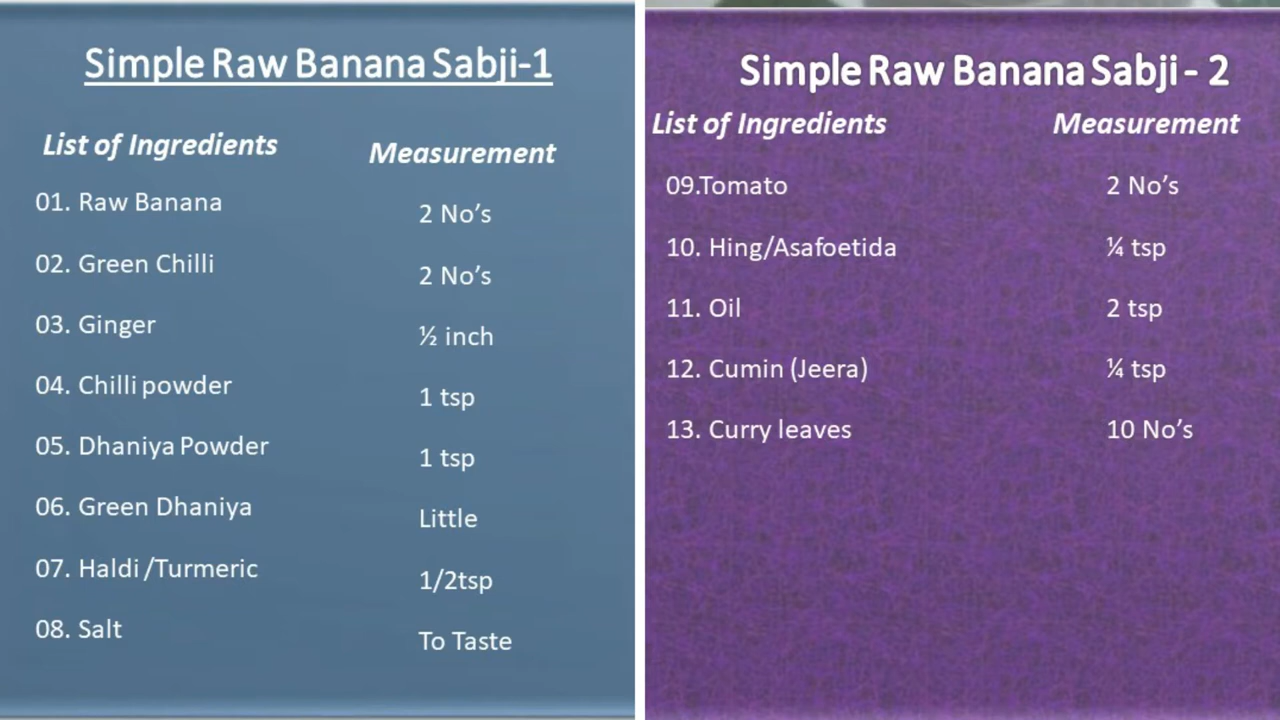 Simple Raw Banana Sabji-1
List of Ingredients Measurement
01. Raw Banana 2 No’s
02. Green Chilli 2 No’s
03. Ginger ½ inch
04. Chilli powder 1 tsp
05. Dhaniya Powder 1 tsp
06. Green Dhaniya Little
07. Haldi /Turmeric 1/2tsp
08. Salt To Taste
Simple Raw Banana Sabji - 2
List of Ingredients Measurement
09.Tomato 2 No’s
10. Hing/Asafoetida ¼ tsp
11. Oil 2 tsp
12. Cumin (Jeera) ¼ tsp
13. Curry leaves 10 No’s